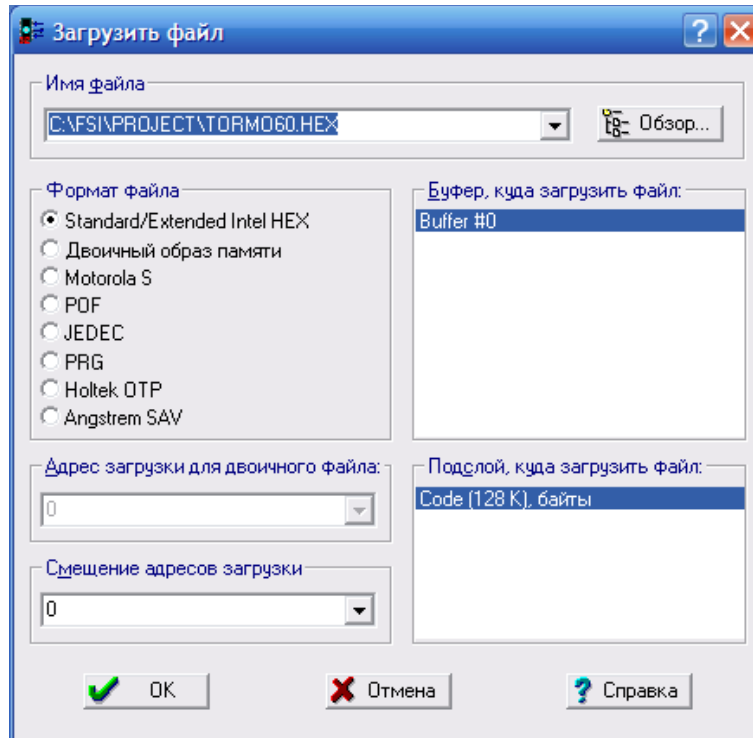 Загрузить файл
Имя файла
C:\FSI\PROJECT\TORMO60.HEX
Обзор...
Формат файла
Standard/Extended Intel HEX
Двоичный образ памяти
Motorola S
POF
JEDEC
PRG
Holtek OTP
Angstrem SAV
Буфер, куда загрузить файл:
Buffer #0
Адрес загрузки для двоичного файла:
0
Подслой, куда загрузить файл:
Code (128 K), байты
Смещение адресов загрузки
0
OK
Отмена
Справка